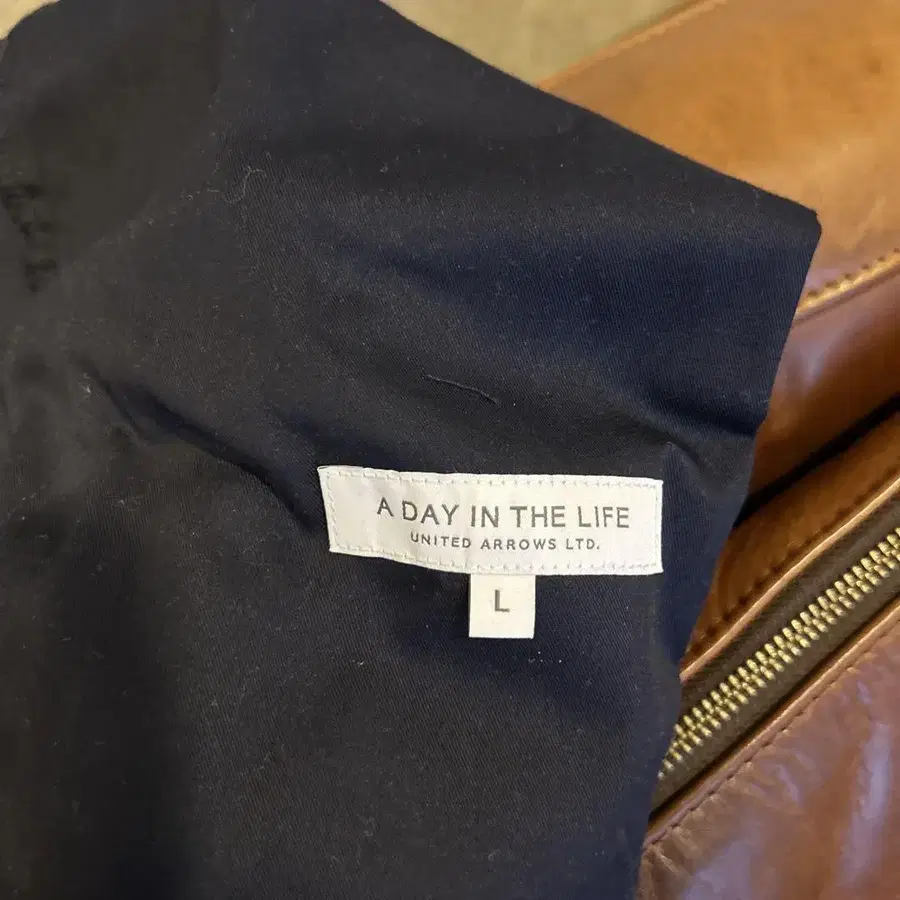 A DAY IN THE LIFE
UNITED ARROWS LTD.
L